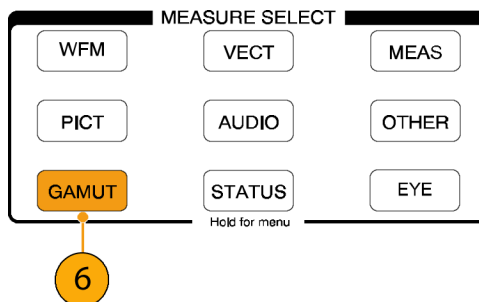 MEASURE SELECT
WFM VECT MEAS
PICT AUDIO OTHER
GAMUT STATUS EYE
Hold for menu
6